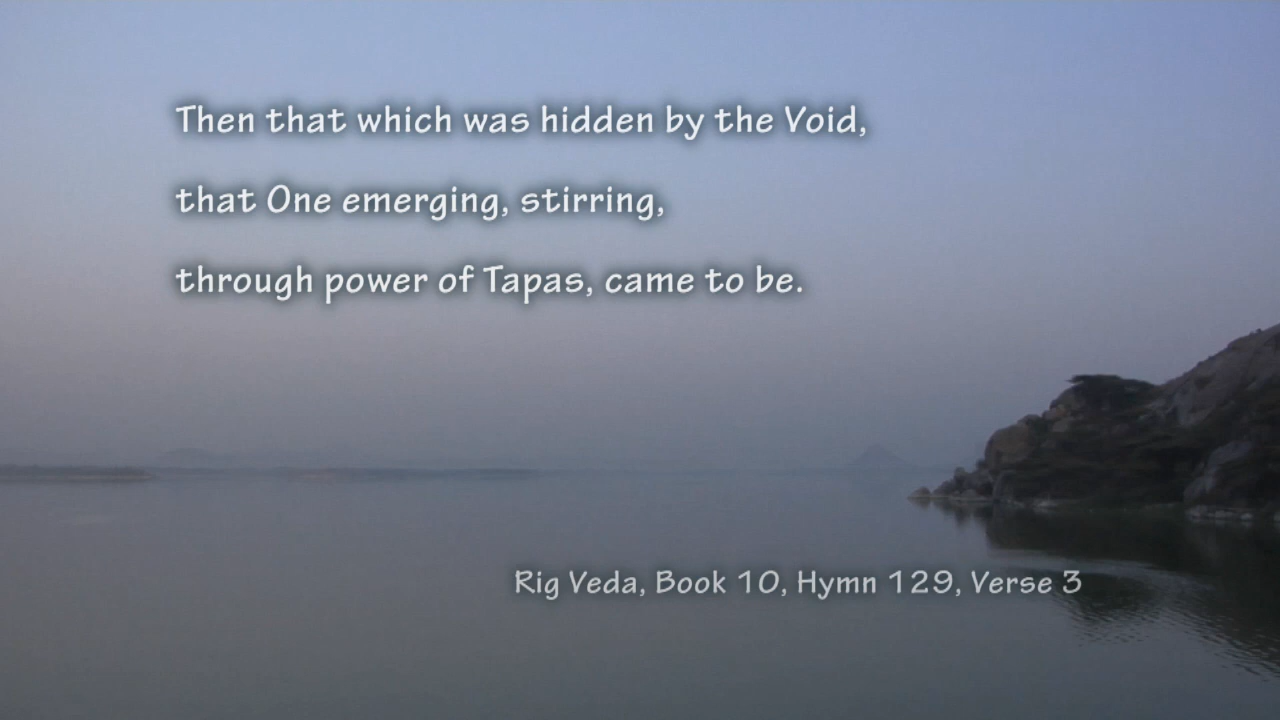 Then that which was hidden by the Void,
that One emerging, stirring,
through power of Tapas, came to be.
Rig Veda, Book 10, Hymn 129, Verse 3